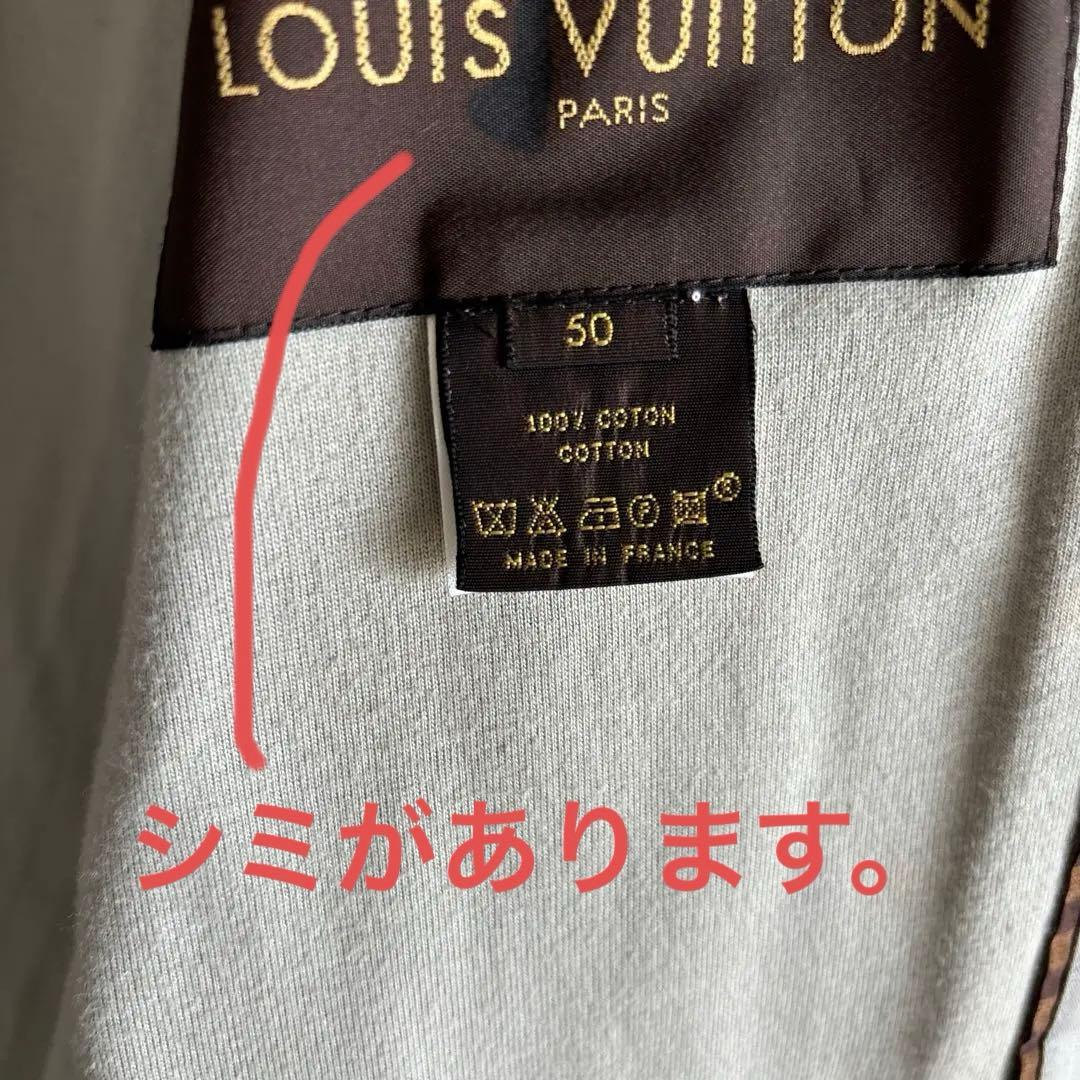 LOUIS VUITTON
PARIS
50
100% COTON
COTTON
MADE IN FRANCE
シミがあります。